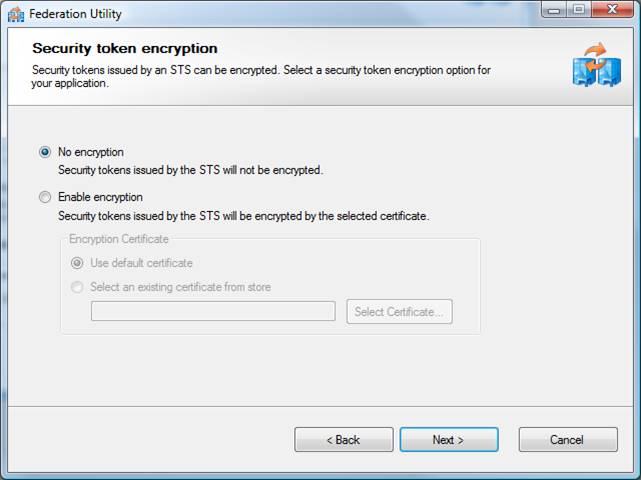 Federation Utility
Security token encryption
Security tokens issued by an STS can be encrypted. Select a security token encryption option for
your application.
No encryption
Security tokens issued by the STS will not be encrypted.
Enable encryption
Security tokens issued by the STS will be encrypted by the selected certificate.
Encryption Certificate
Use default certificate
Select an existing certificate from store
Select Certificate...
< Back
Next >
Cancel